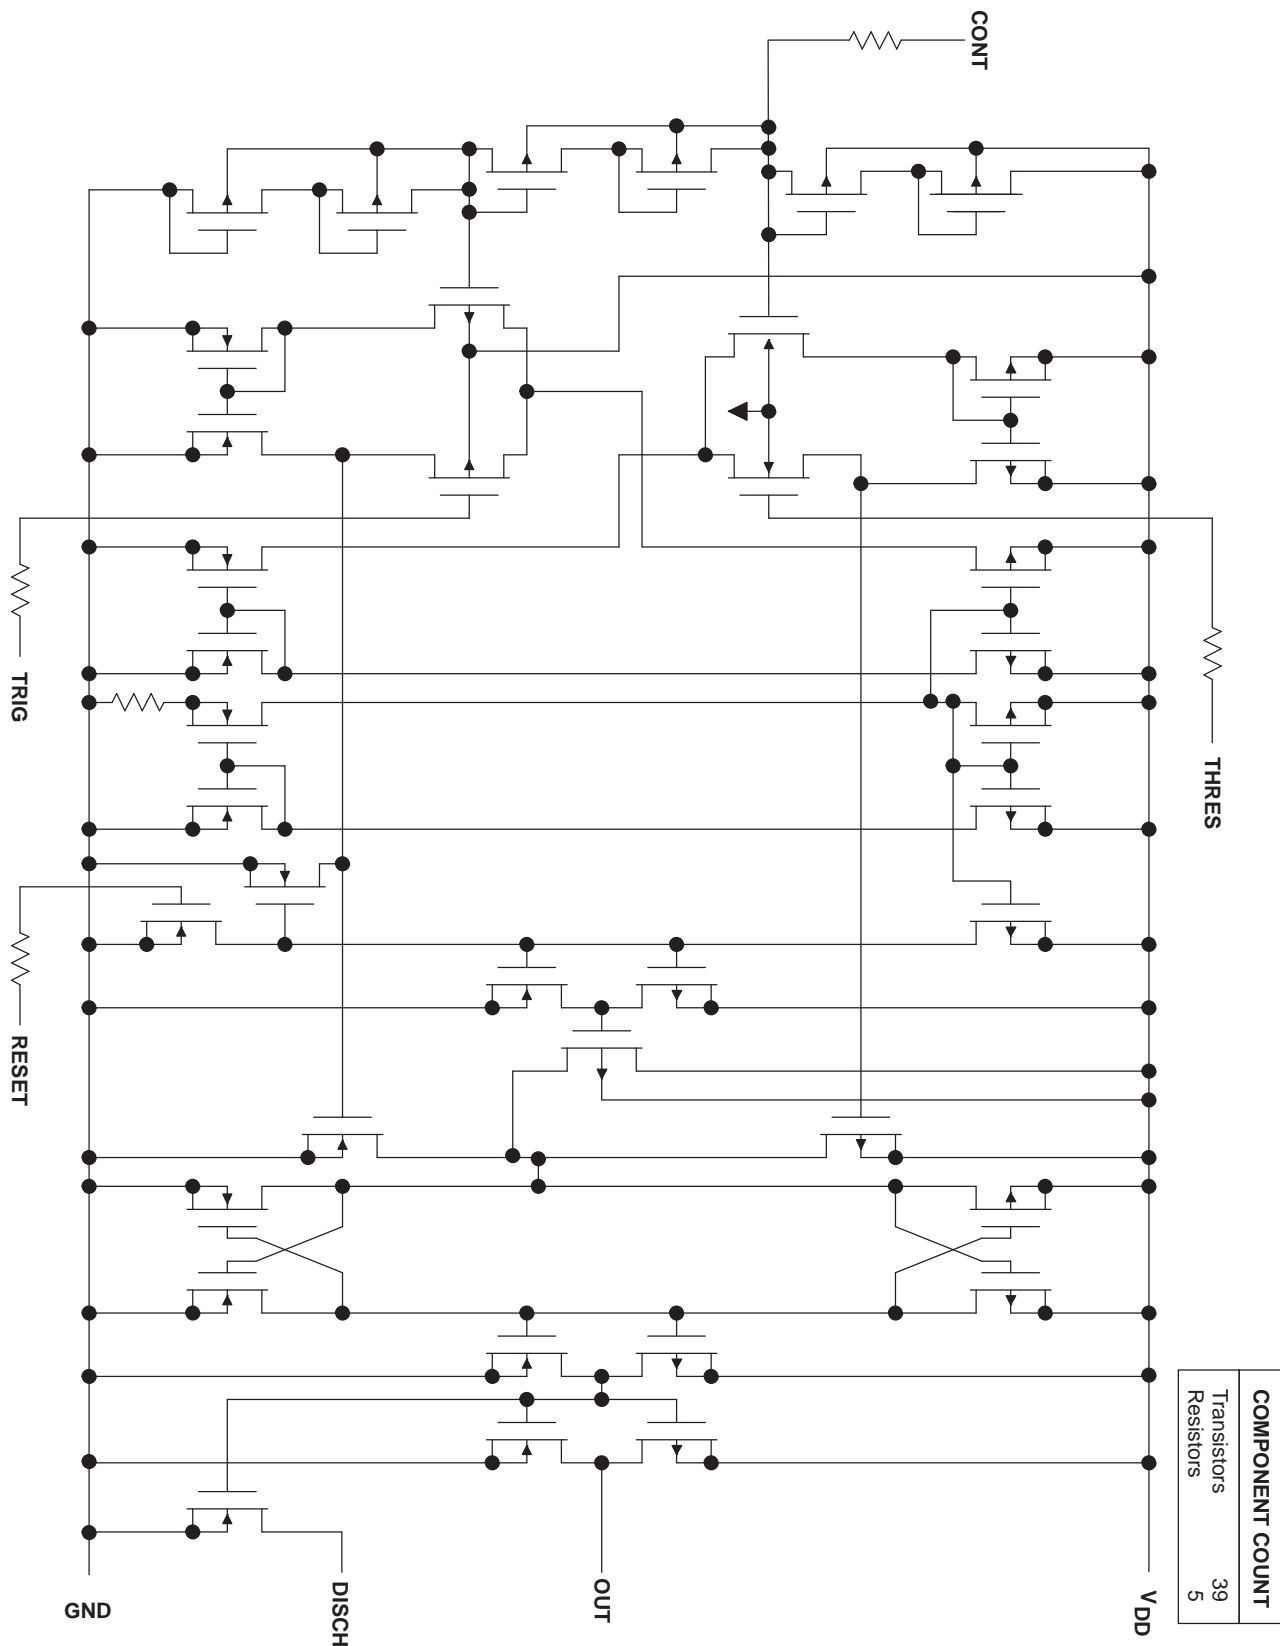 COMPONENT COUNT
Transistors 39
Resistors 5
VDD
THRES
CONT
OUT
DISCH
TRIG
RESET
GND